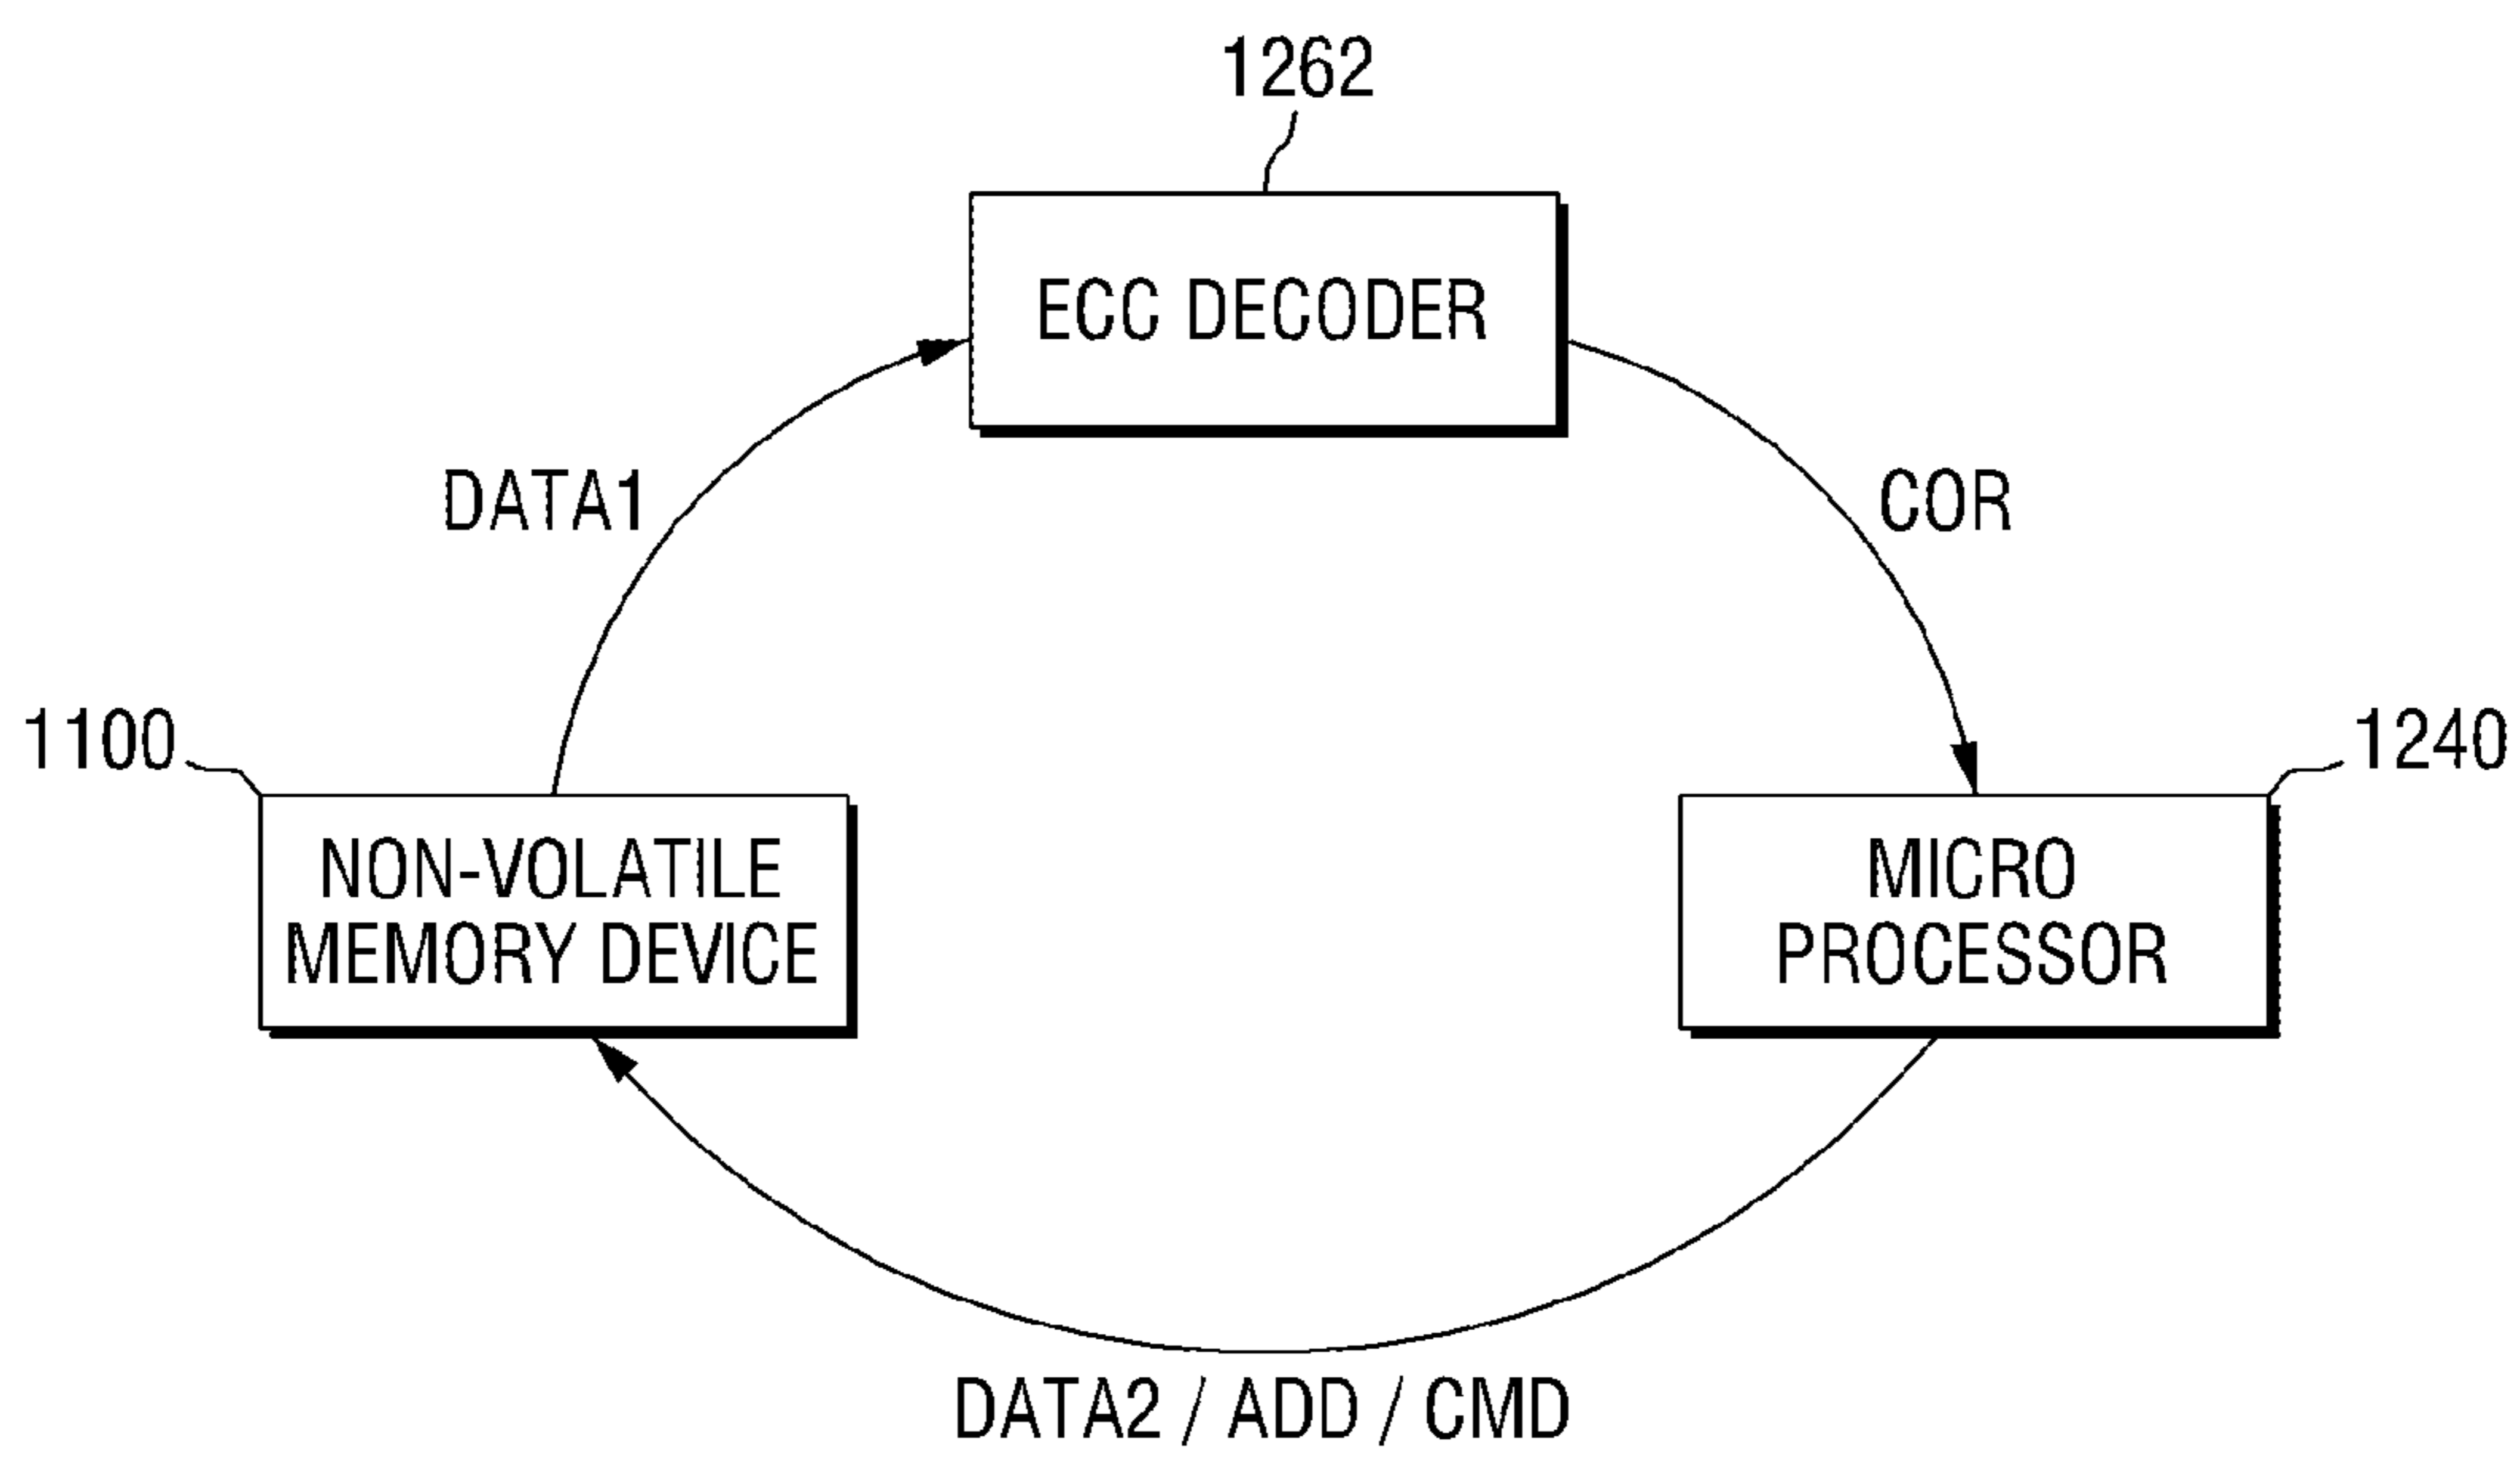 1262
ECC DECODER
DATA1
COR
1100
1240
NON-VOLATILE
MEMORY DEVICE
MICRO
PROCESSOR
DATA2 / ADD / CMD